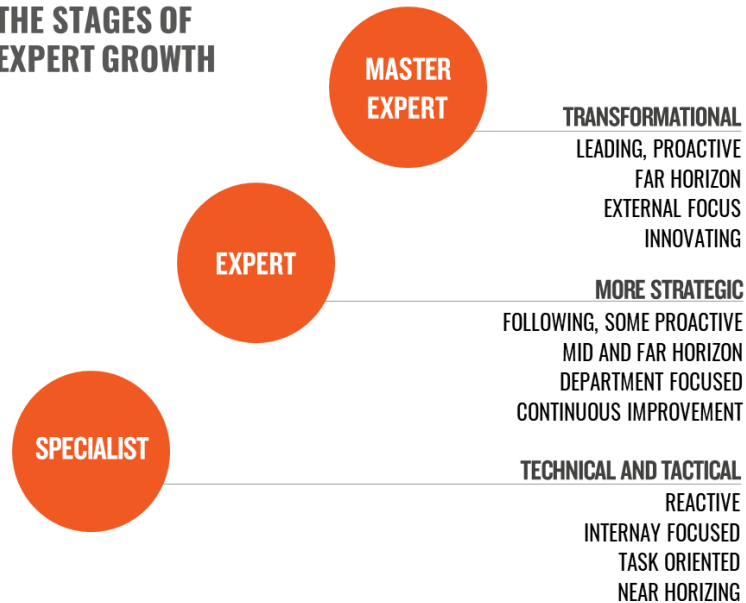 THE STAGES OF
EXPERT GROWTH
MASTER
EXPERT
TRANSFORMATIONAL
LEADING, PROACTIVE
FAR HORIZON
EXTERNAL FOCUS
INNOVATING
EXPERT
MORE STRATEGIC
FOLLOWING, SOME PROACTIVE
MID AND FAR HORIZON
DEPARTMENT FOCUSED
CONTINUOUS IMPROVEMENT
SPECIALIST
TECHNICAL AND TACTICAL
REACTIVE
INTERNAY FOCUSED
TASK ORIENTED
NEAR HORIZING